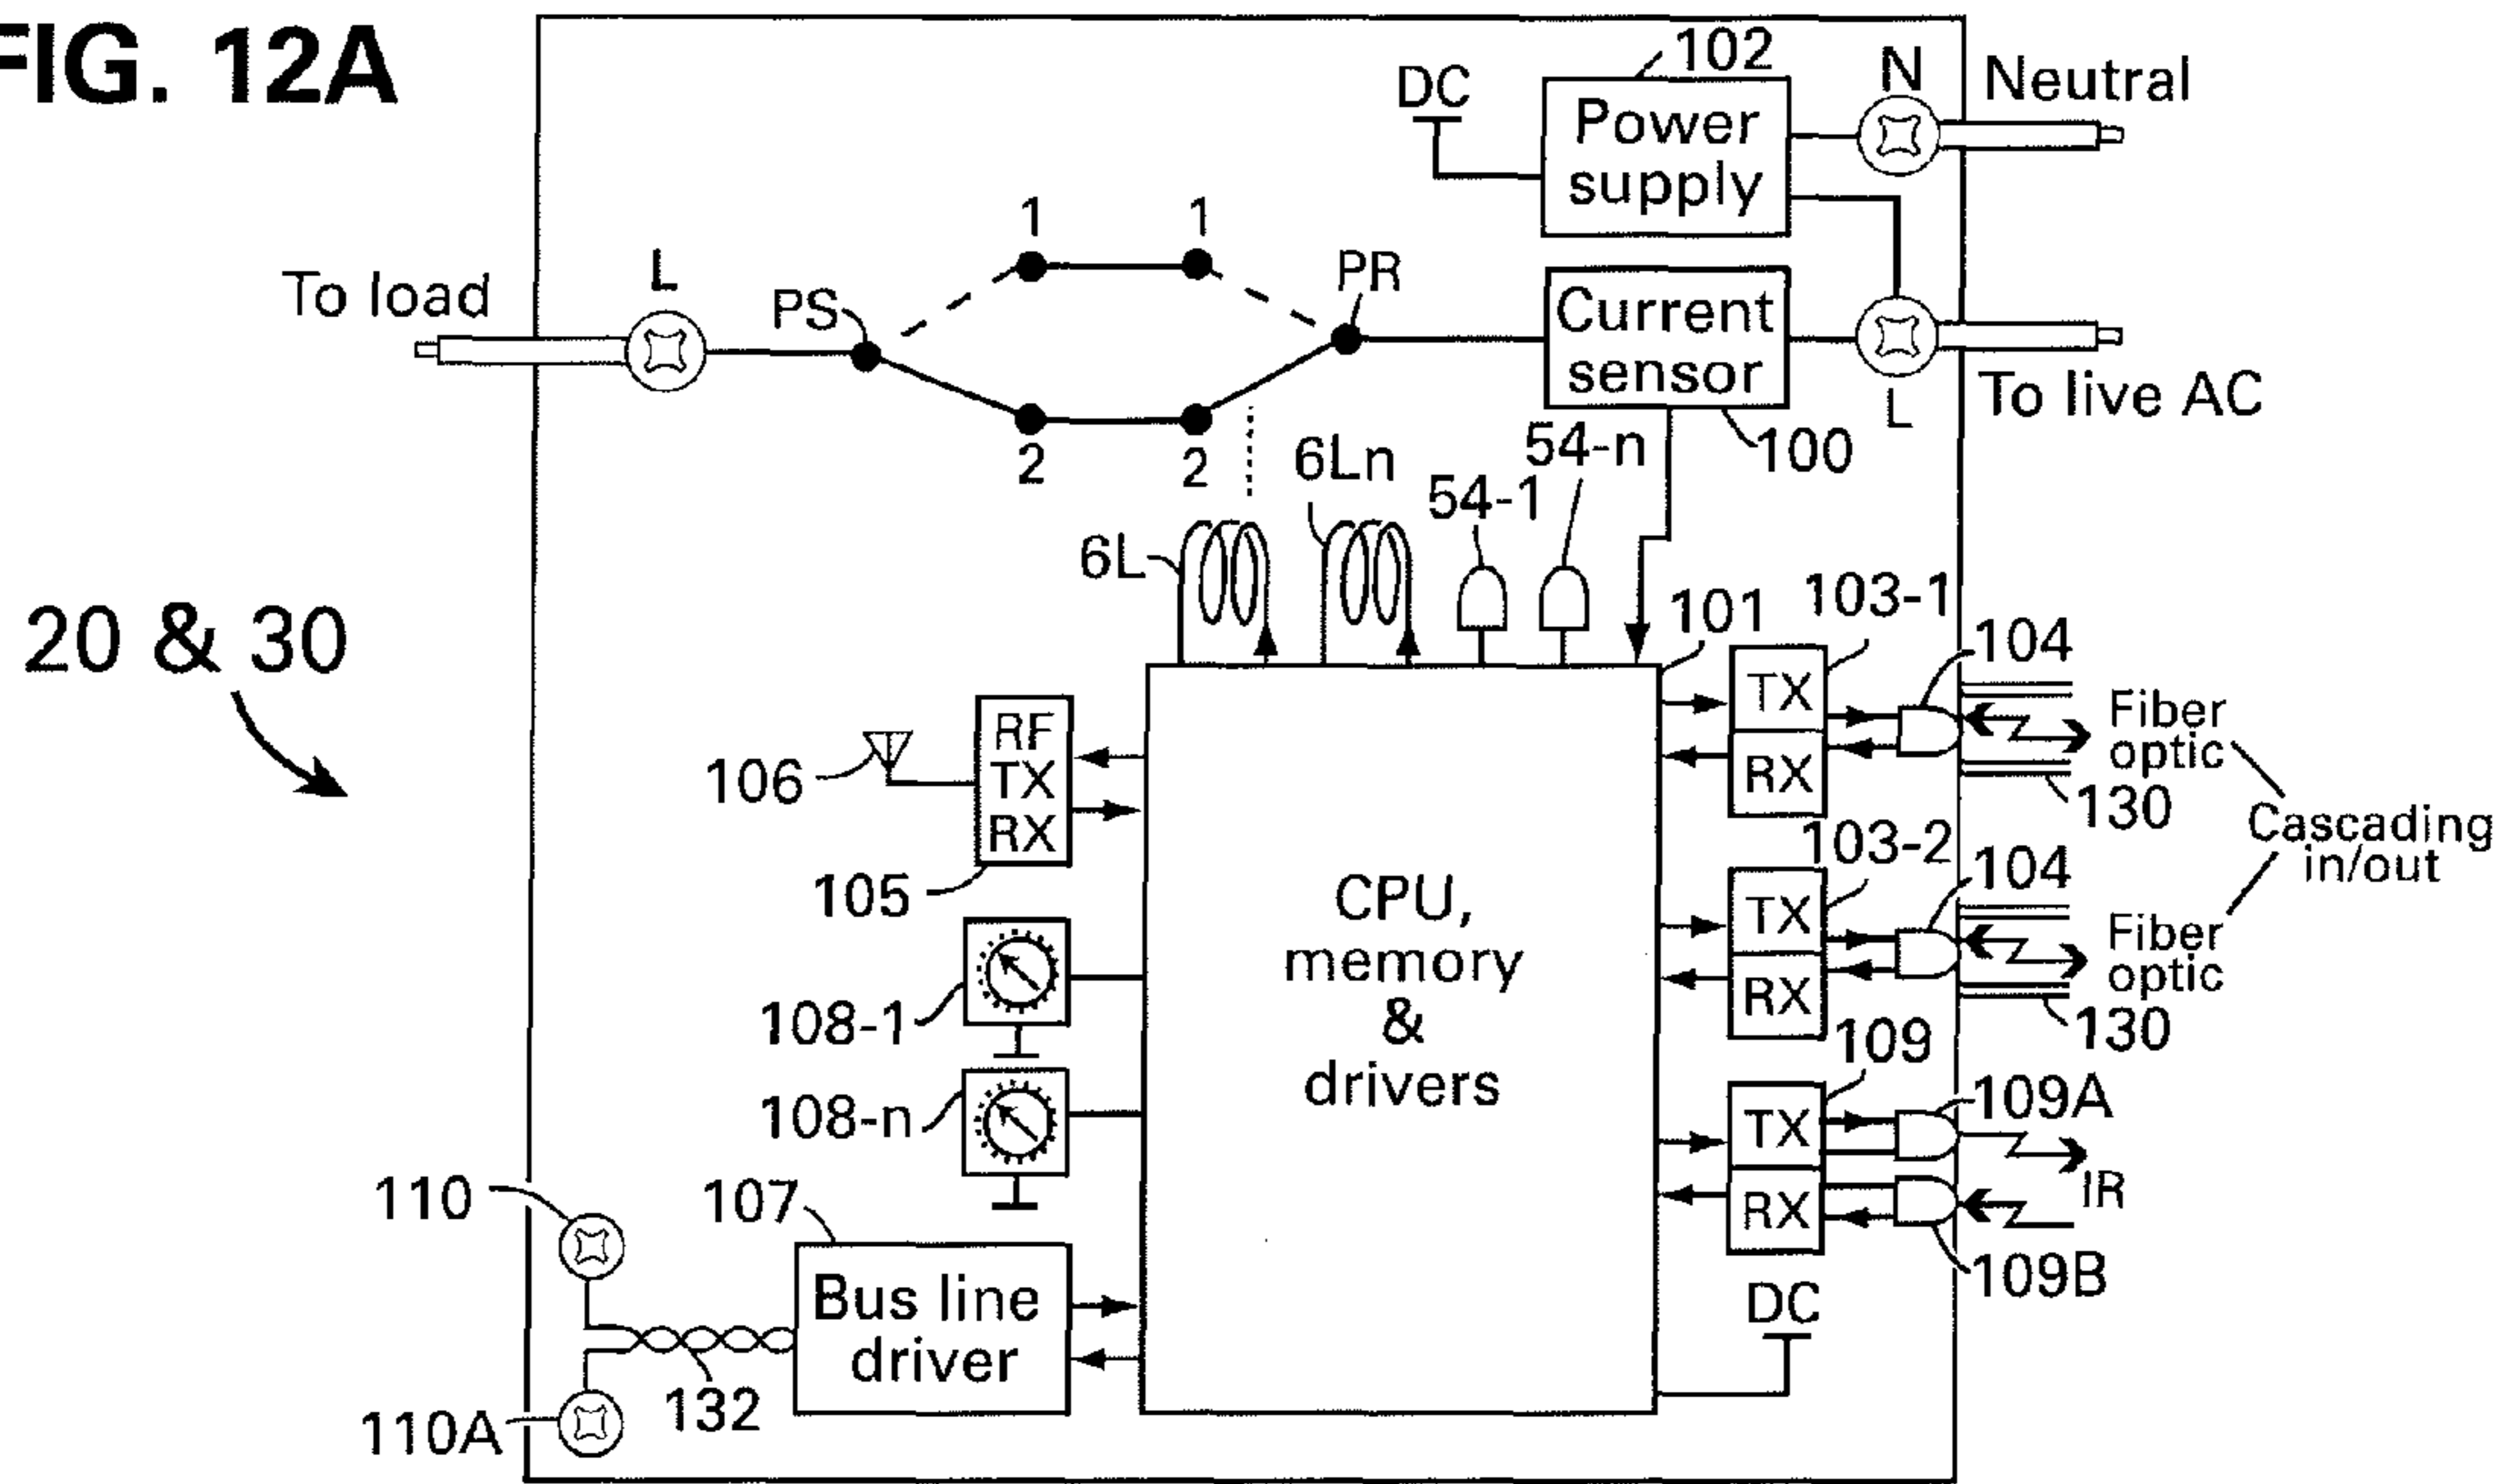 FIG. 12A
102
DC
Power
supply
N
Neutral
1
1
L
To load
PS
PR
Current
sensor
L
To live AC
100
2
2
6L
6Ln
54-1
54-n
20 & 30
101
103-1
104
TX
RX
Fiber
optic
130
106
RF
TX
RX
105
Cascading
in/out
103-2
104
TX
RX
Fiber
optic
130
CPU,
memory
&
drivers
108-1
108-n
109
109A
TX
RX
IR
109B
110
107
Bus line
driver
DC
132
110A